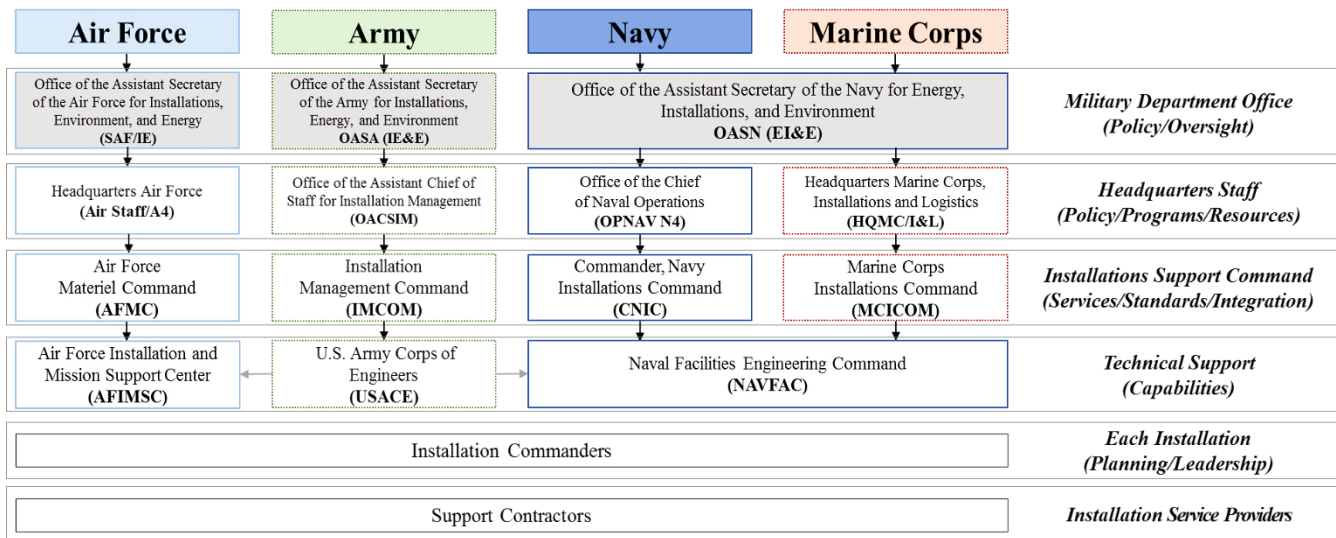 Air Force
Army
Navy
Marine Corps
Office of the Assistant Secretary
of the Air Force for Installations,
Environment, and Energy
(SAF/IE)
Office of the Assistant Secretary
of the Army for Installations,
Energy, and Environment
OASA (IE&E)
Office of the Assistant Secretary of the Navy for Energy,
Installations, and Environment
OASN (EI&E)
Military Department Office
(Policy/Oversight)
Headquarters Air Force
(Air Staff/A4)
Office of the Assistant Chief of
Staff for Installation Management
(OACSIM)
Office of the Chief
of Naval Operations
(OPNAV N4)
Headquarters Marine Corps,
Installations and Logistics
(HQMC/I&L)
Headquarters Staff
(Policy/Programs/Resources)
Air Force
Materiel Command
(AFMC)
Installation
Management Command
(IMCOM)
Commander, Navy
Installations Command
(CNIC)
Marine Corps
Installations Command
(MCICOM)
Installations Support Command
(Services/Standards/Integration)
Air Force Installation and
Mission Support Center
(AFIMSC)
U.S. Army Corps of
Engineers
(USACE)
Naval Facilities Engineering Command
(NAVFAC)
Technical Support
(Capabilities)
Installation Commanders
Each Installation
(Planning/Leadership)
Support Contractors
Installation Service Providers